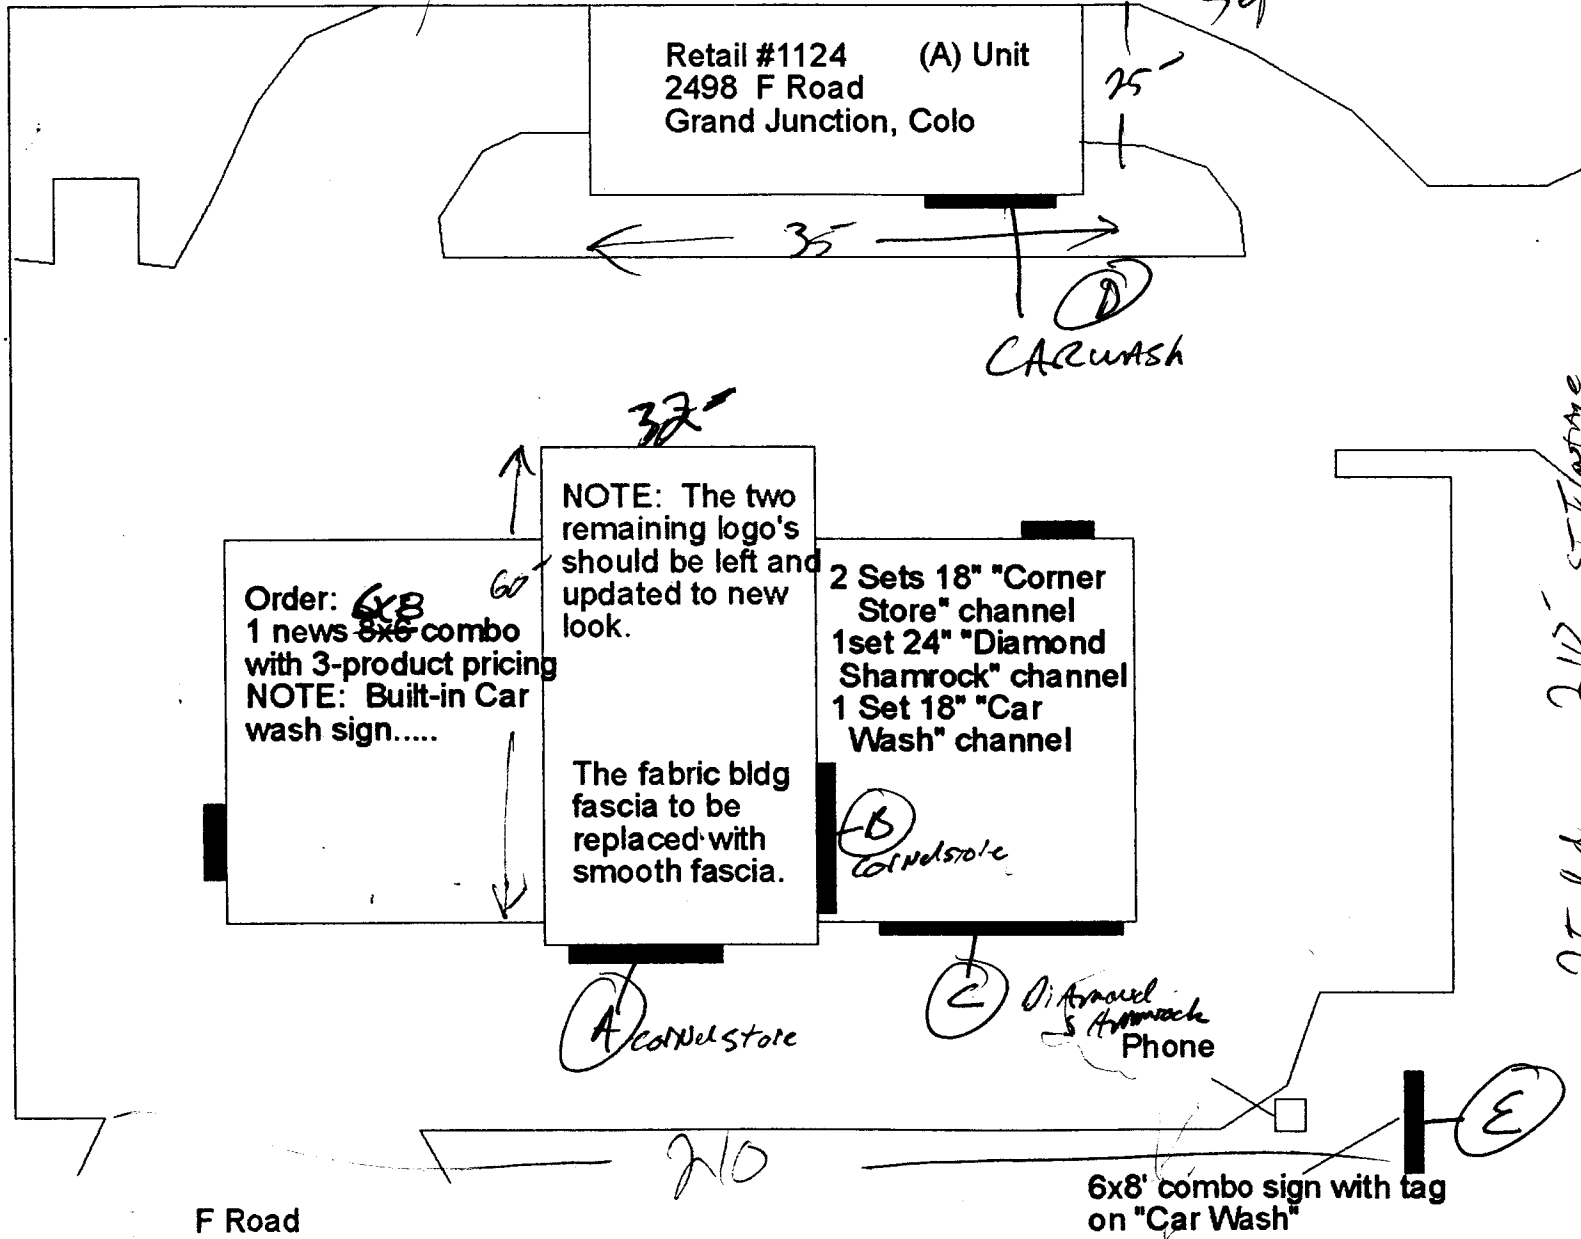 Retail #1124 (A) Unit
2498 F Road
Grand Junction, Colo
25'
35'
D
CARWASH
32'
60'
NOTE: The two
remaining logo's
should be left and
updated to new
look.
The fabric bldg
fascia to be
replaced with
smooth fascia.
Order: 6x8
1 news 8x6 combo
with 3-product pricing
NOTE: Built-in Car
wash sign.....
2 Sets 18" "Corner
Store" channel
1set 24" "Diamond
Shamrock" channel
1 Set 18" "Car
Wash" channel
B
cornerstore
A cornerstore
C Diamond
Shamrock
Phone
E
210
6x8' combo sign with tag
on "Car Wash"
F Road
210'